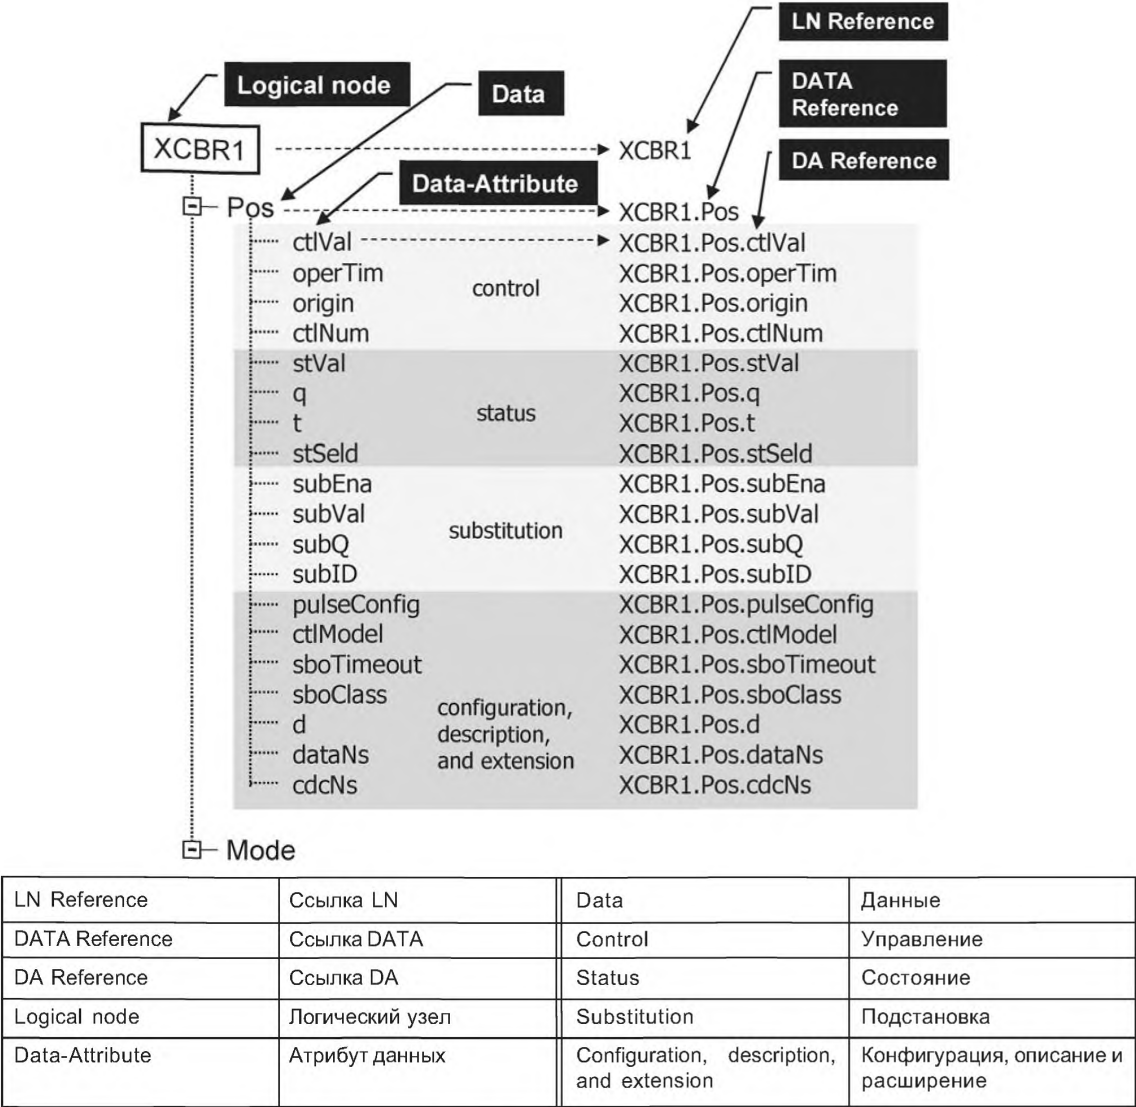 LN Reference
Logical node
Data
DATA
Reference
XCBR1
XCBR1
DA Reference
Data-Attribute
Pos
XCBR1.Pos
ctlVal
XCBR1.Pos.ctlVal
operTim
XCBR1.Pos.operTim
control
origin
XCBR1.Pos.origin
ctlNum
XCBR1.Pos.ctlNum
stVal
XCBR1.Pos.stVal
q
XCBR1.Pos.q
status
t
XCBR1.Pos.t
stSeld
XCBR1.Pos.stSeld
subEna
XCBR1.Pos.subEna
subVal
XCBR1.Pos.subVal
substitution
subQ
XCBR1.Pos.subQ
subID
XCBR1.Pos.subID
pulseConfig
XCBR1.Pos.pulseConfig
ctlModel
XCBR1.Pos.ctlModel
sboTimeout
XCBR1.Pos.sboTimeout
sboClass
XCBR1.Pos.sboClass
configuration,
description,
and extension
d
XCBR1.Pos.d
dataNs
XCBR1.Pos.dataNs
cdcNs
XCBR1.Pos.cdcNs
Mode
LN Reference
Ссылка LN
Data
Данные
DATA Reference
Ссылка DATA
Control
Управление
DA Reference
Ссылка DA
Status
Состояние
Logical node
Логический узел
Substitution
Подстановка
Data-Attribute
Атрибут данных
Configuration, description,
and extension
Конфигурация, описание и
расширение